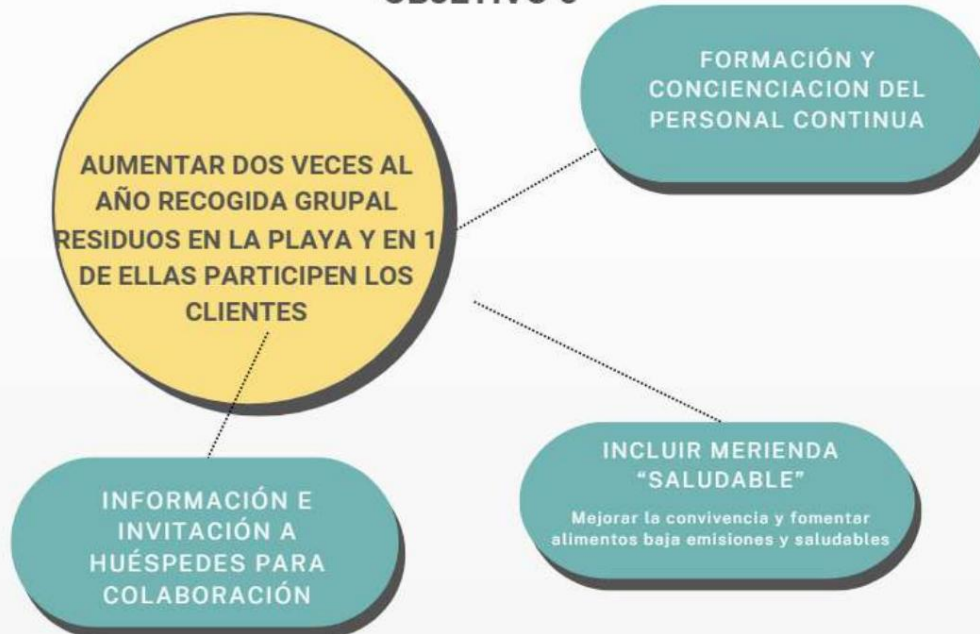 AUMENTAR DOS VECES AL
AÑO RECOGIDA GRUPAL
RESIDUOS EN LA PLAYA Y EN 1
DE ELLAS PARTICIPEN LOS
CLIENTES
FORMACIÓN Y
CONCIENCIACION DEL
PERSONAL CONTINUA
INCLUIR MERIENDA
“SALUDABLE”
Mejorar la convivencia y fomentar
alimentos baja emisiones y saludables
INFORMACIÓN E
INVITACIÓN A
HUÉSPEDES PARA
COLABORACIÓN